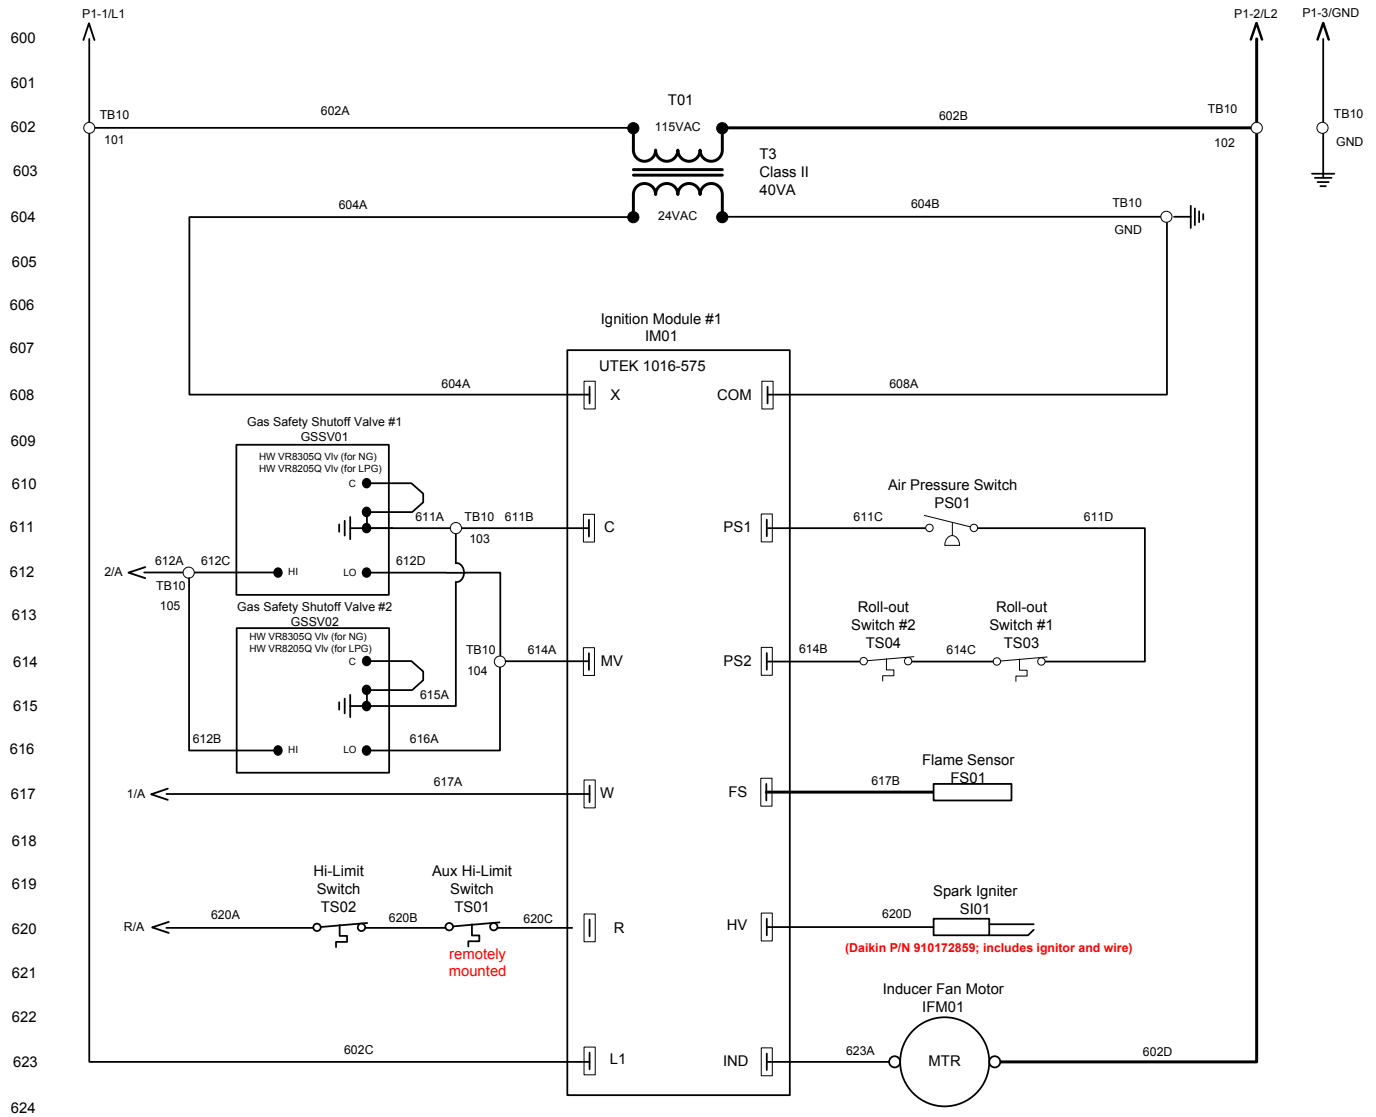 P1-1/L1
P1-2/L2
P1-3/GND
600
601
T01
602A
602B
TB10
TB10
TB10
602
115VAC
101
102
GND
603
T3
Class II
40VA
604A
604B
TB10
604
24VAC
GND
605
606
Ignition Module #1
IM01
607
UTEK 1016-575
604A
608A
608
X
COM
Gas Safety Shutoff Valve #1
GSSV01
609
HW VR8305Q Vlv (for NG)
HW VR8205Q Vlv (for LPG)
610
C
Air Pressure Switch
PS01
611A
TB10
611B
611C
611D
611
C
PS1
103
612A
612C
612D
612
2/A
HI
LO
TB10
105
613
Gas Safety Shutoff Valve #2
GSSV02
Roll-out
Switch #2
TS04
Roll-out
Switch #1
TS03
HW VR8305Q Vlv (for NG)
HW VR8205Q Vlv (for LPG)
TB10
614A
614B
614C
614
C
104
MV
PS2
615
615A
612B
616A
616
HI
LO
Flame Sensor
FS01
617A
617B
617
1/A
W
FS
618
Hi-Limit
Switch
TS02
Aux Hi-Limit
Switch
TS01
619
Spark Igniter
SI01
620A
620B
620C
620D
620
R/A
R
HV
remotely
mounted
(Daikin P/N 910172859; includes ignitor and wire)
621
Inducer Fan Motor
IFM01
622
602C
623A
602D
623
L1
IND
MTR
624